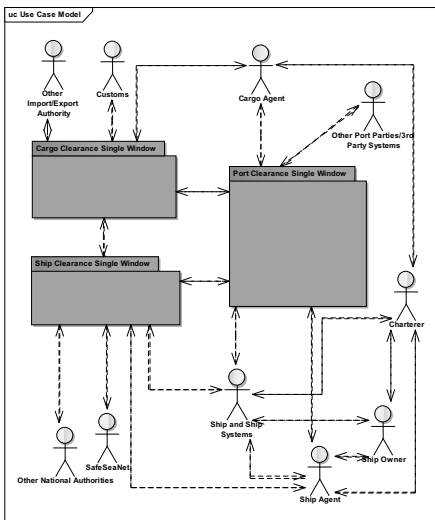 uc Use Case Model
Other
Import/Export
Authority
Customs
Cargo Agent
Other Port Parties/3rd
Party Systems
Cargo Clearance Single Window
Port Clearance Single Window
Ship Clearance Single Window
Charterer
Ship and Ship
Systems
Ship Owner
Other National Authorities
SafeSeaNet
Ship Agent